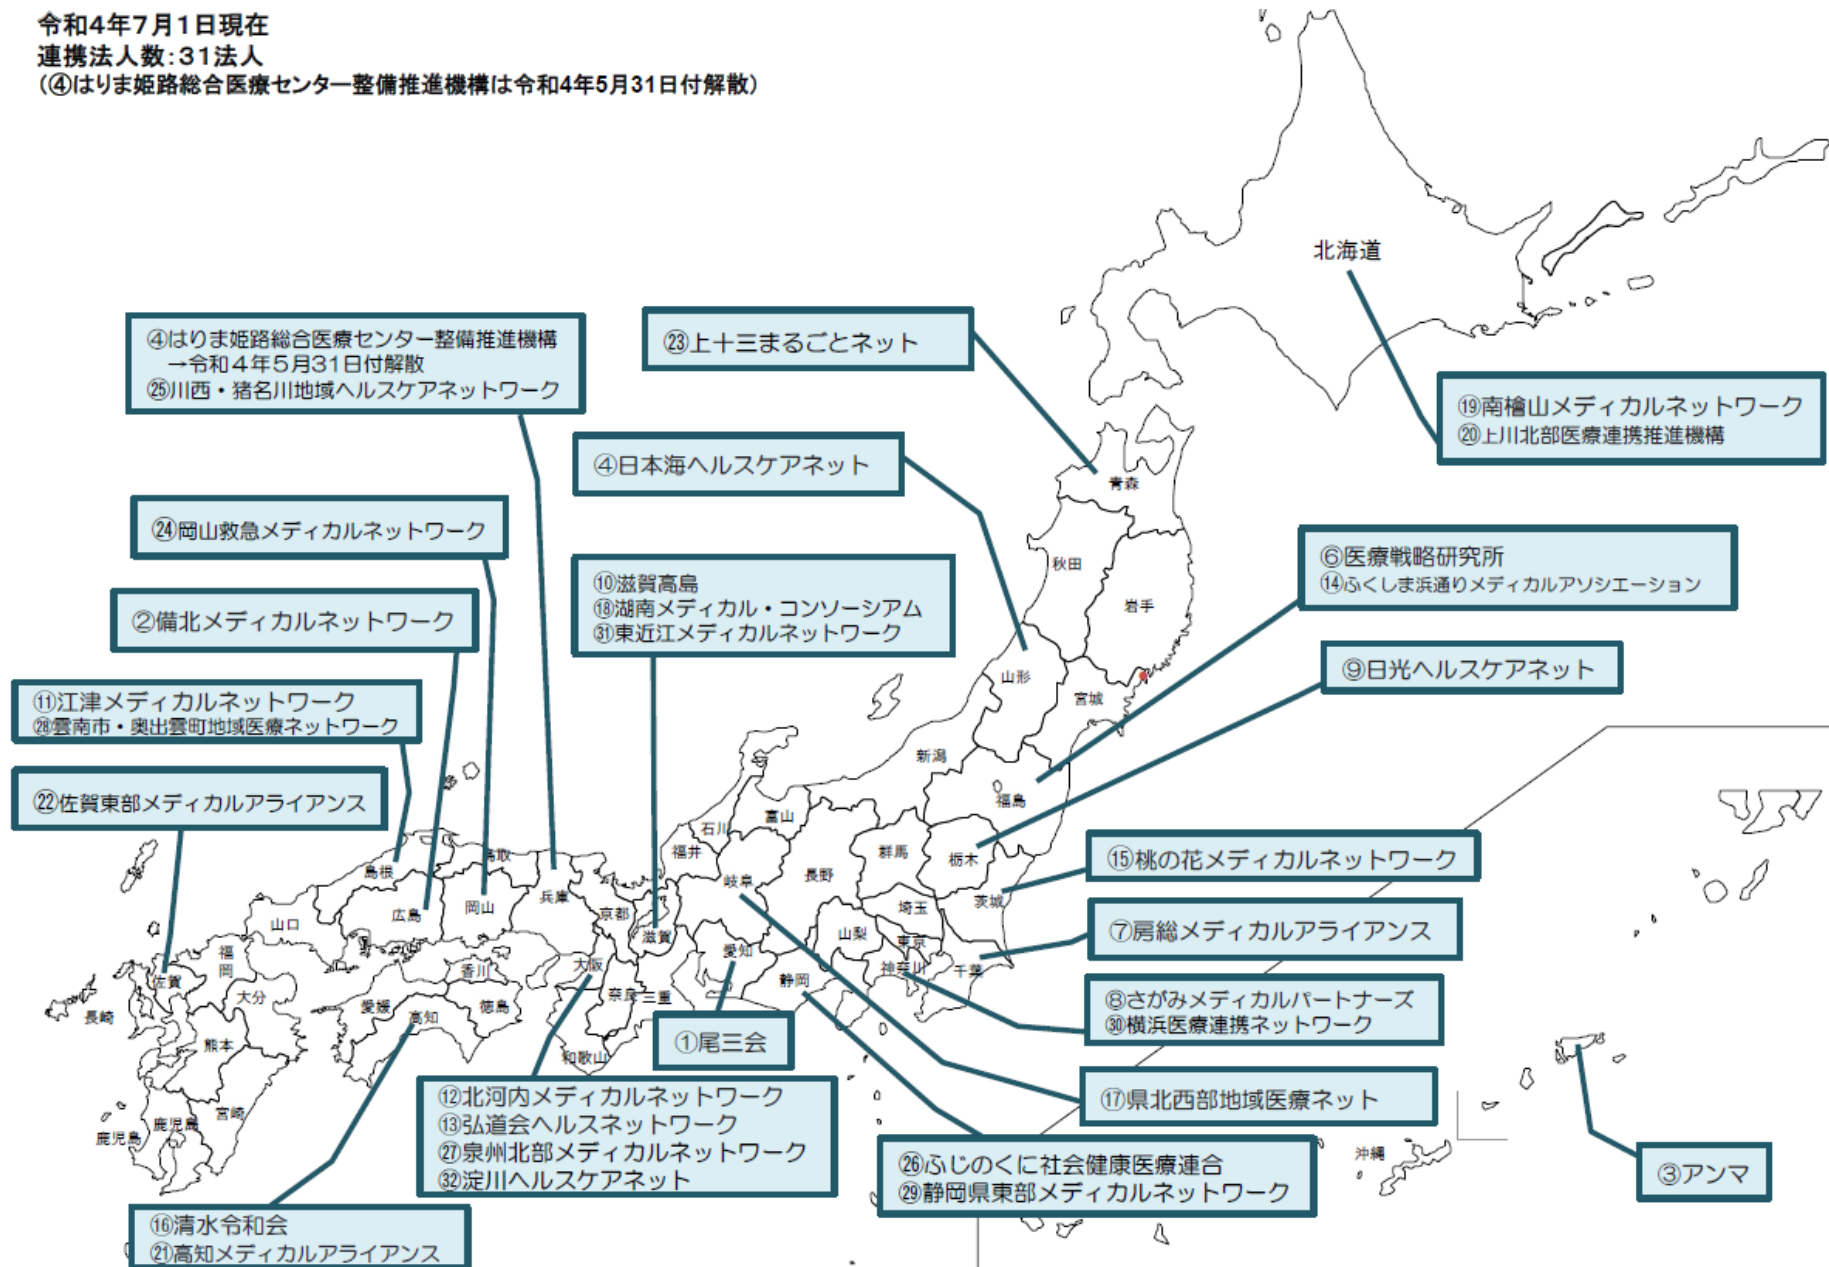 令和4年7月1日現在
連携法人数:31法人
(④はりま姫路総合医療センター整備推進機構は令和4年5月31日付解散)
北海道
④はりま姫路総合医療センター整備推進機構
→令和4年5月31日付解散
㉕川西・猪名川地域ヘルスケアネットワーク
㉓上十三まるごとネット
⑲南檜山メディカルネットワーク
⑳上川北部医療連携推進機構
④日本海ヘルスケアネット
青森
㉔岡山救急メディカルネットワーク
秋田
⑥医療戦略研究所
⑭ふくしま浜通りメディカルアソシエーション
⑩滋賀高島
⑱湖南メディカル・コンソーシアム
㉛東近江メディカルネットワーク
岩手
②備北メディカルネットワーク
⑨日光ヘルスケアネット
山形
宮城
⑪江津メディカルネットワーク
㉘雲南市・奥出雲町地域医療ネットワーク
新潟
㉒佐賀東部メディカルアライアンス
福島
富山
石川
福井
群馬
栃木
⑮桃の花メディカルネットワーク
鳥取
島根
長野
岐阜
兵庫
岡山
広島
京都
埼玉
茨城
山口
滋賀
愛知
山梨
東京
⑦房総メディカルアライアンス
福岡
佐賀
香川
大阪
神奈川
千葉
静岡
大分
奈良
三重
愛媛
徳島
高知
長崎
⑧さがみメディカルパートナーズ
㉚横浜医療連携ネットワーク
熊本
和歌山
①尾三会
⑫北河内メディカルネットワーク
⑬弘道会ヘルスネットワーク
㉗泉州北部メディカルネットワーク
㉜淀川ヘルスケアネット
⑰県北西部地域医療ネット
宮崎
鹿児島
鹿児島
沖縄
㉖ふじのくに社会健康医療連合
㉙静岡県東部メディカルネットワーク
③アンマ
⑯清水令和会
㉑高知メディカルアライアンス